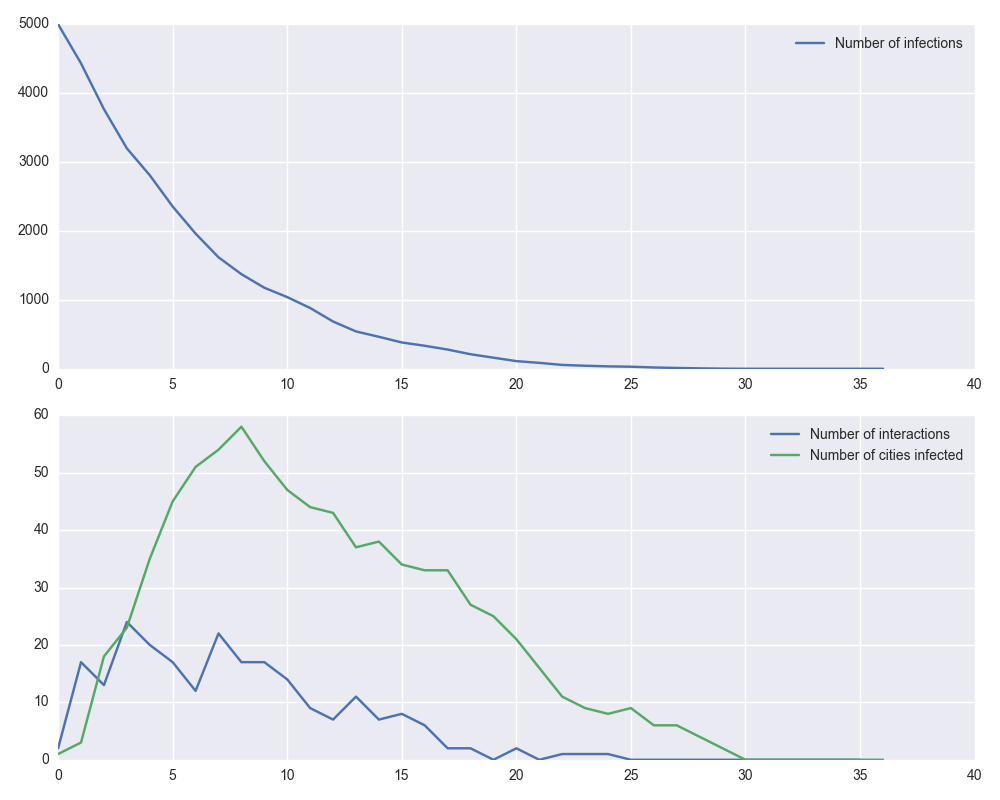 5000
Number of infections
4000
3000
2000
1000
0
0 5 10 15 20 25 30 35 40
60
Number of interactions
Number of cities infected
50
40
30
20
10
0
0 5 10 15 20 25 30 35 40